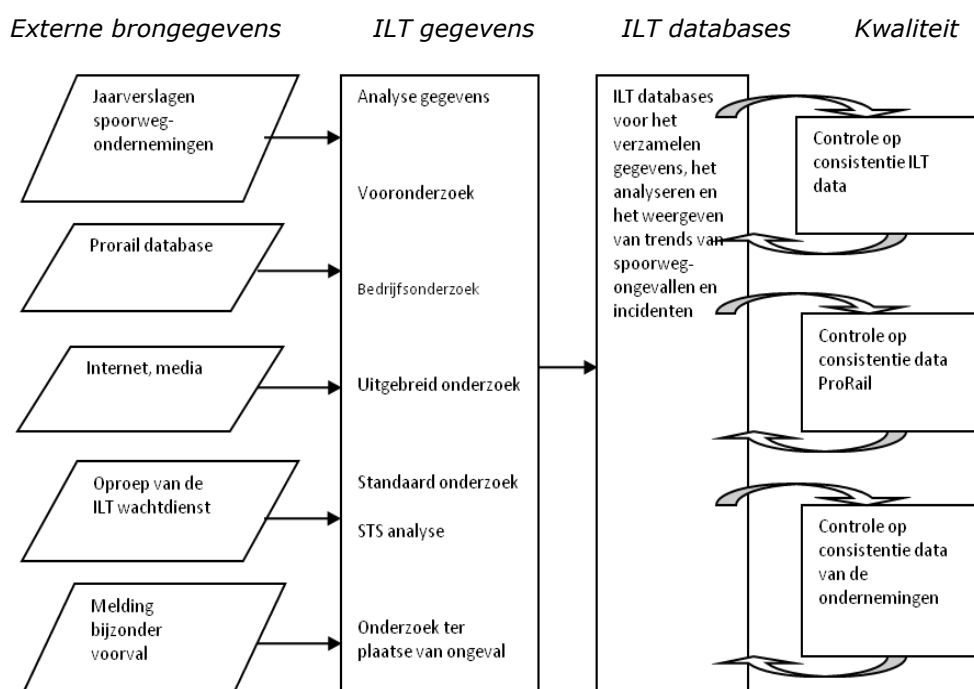 Externe brongegevens
ILT gegevens
ILT databases
Kwaliteit
Jaarverslagen
spoorweg-
ondernemingen
Prorail database
Internet, media
Oproep van de
ILT wachtdienst
Melding
bijzonder
voorval
Analyse gegevens
Vooronderzoek
Bedrijfsonderzoek
Uitgebreid onderzoek
Standaard onderzoek
STS analyse
Onderzoek ter
plaatse van ongeval
ILT databases
voor het
verzamelen
gegevens, het
analyseren en
het weergeven
van trends van
spoorweg-
ongevallen en
incidenten
Controle op
consistentie ILT
data
Controle op
consistentie data
ProRail
Controle op
consistentie data
van de
ondernemingen